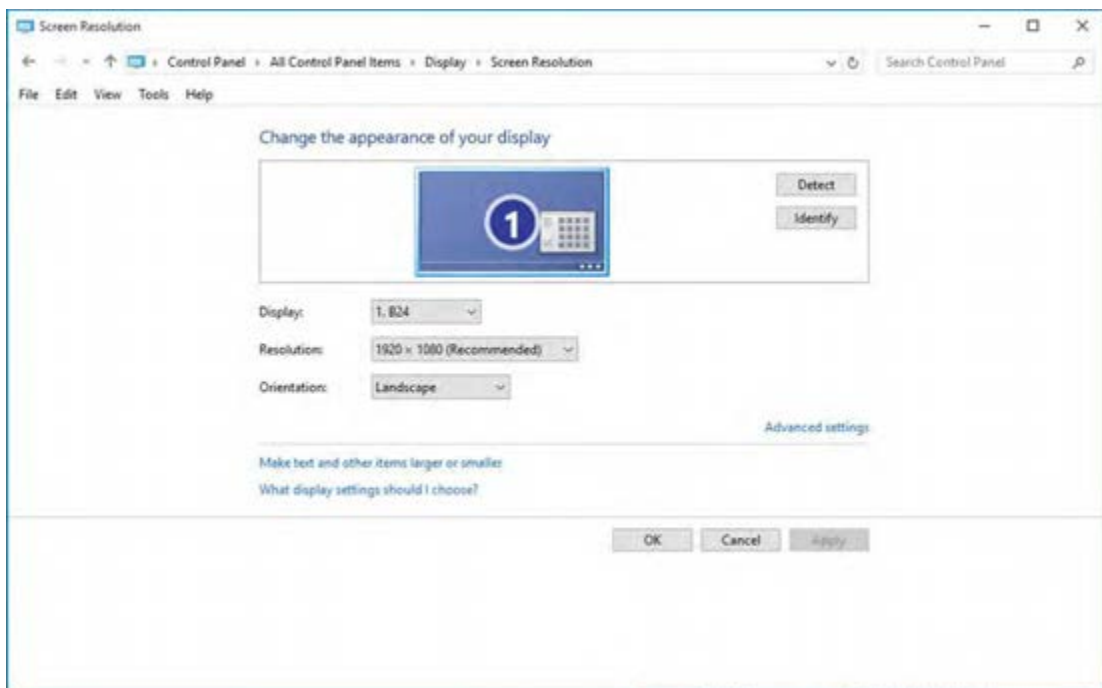 Screen Resolution
Control Panel › All Control Panel Items › Display › Screen Resolution
Search Control Panel
File Edit View Tools Help
Change the appearance of your display
1
Detect
Identify
Display: 1. B24
Resolution: 1920 × 1080 (Recommended)
Orientation: Landscape
Advanced settings
Make text and other items larger or smaller
What display settings should I choose?
OK Cancel Apply